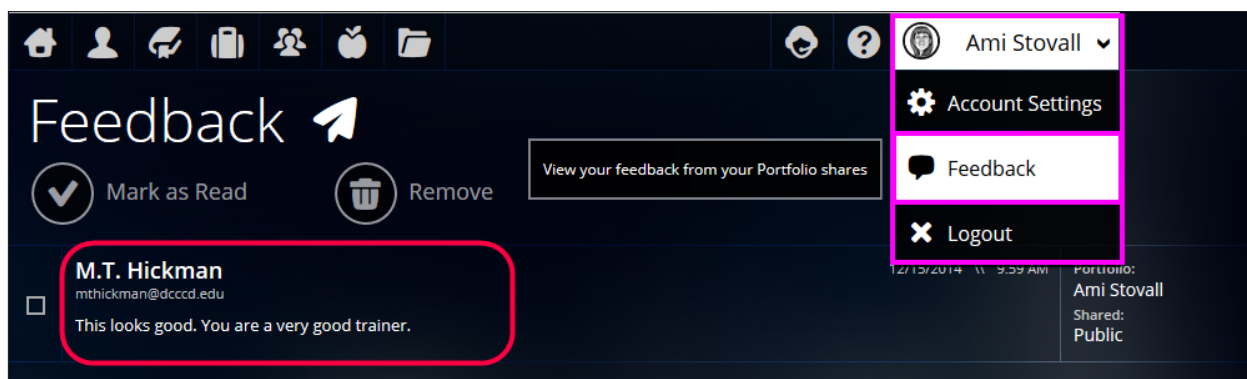 Ami Stovall
Account Settings
Feedback
Feedback
Logout
Mark as Read
Remove
View your feedback from your Portfolio shares
M.T. Hickman
mthickman@dcccd.edu
This looks good. You are a very good trainer.
12/15/2014 \\ 9:59 AM
Portfolio:
Ami Stovall
Shared:
Public